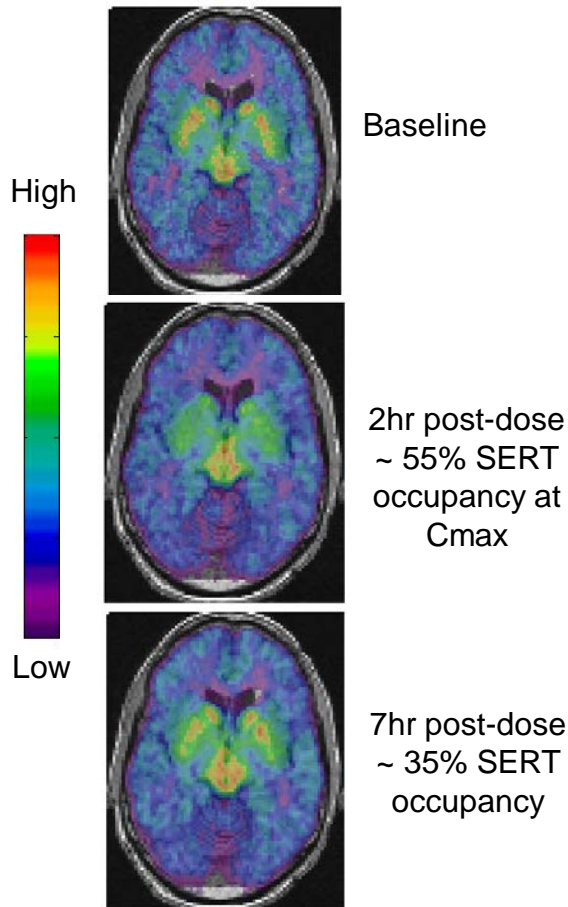 Baseline
High
2hr post-dose
~ 55% SERT
occupancy at
Cmax
Low
7hr post-dose
~ 35% SERT
occupancy